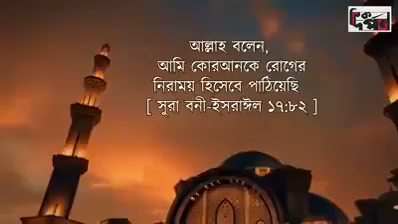 আল্লাহ বলেন,
আমি কোরআনকে রোগের
নিরাময় হিসেবে পাঠিয়েছি
[ সুরা বনী-ইসরাঈল ১৭:৮২ ]